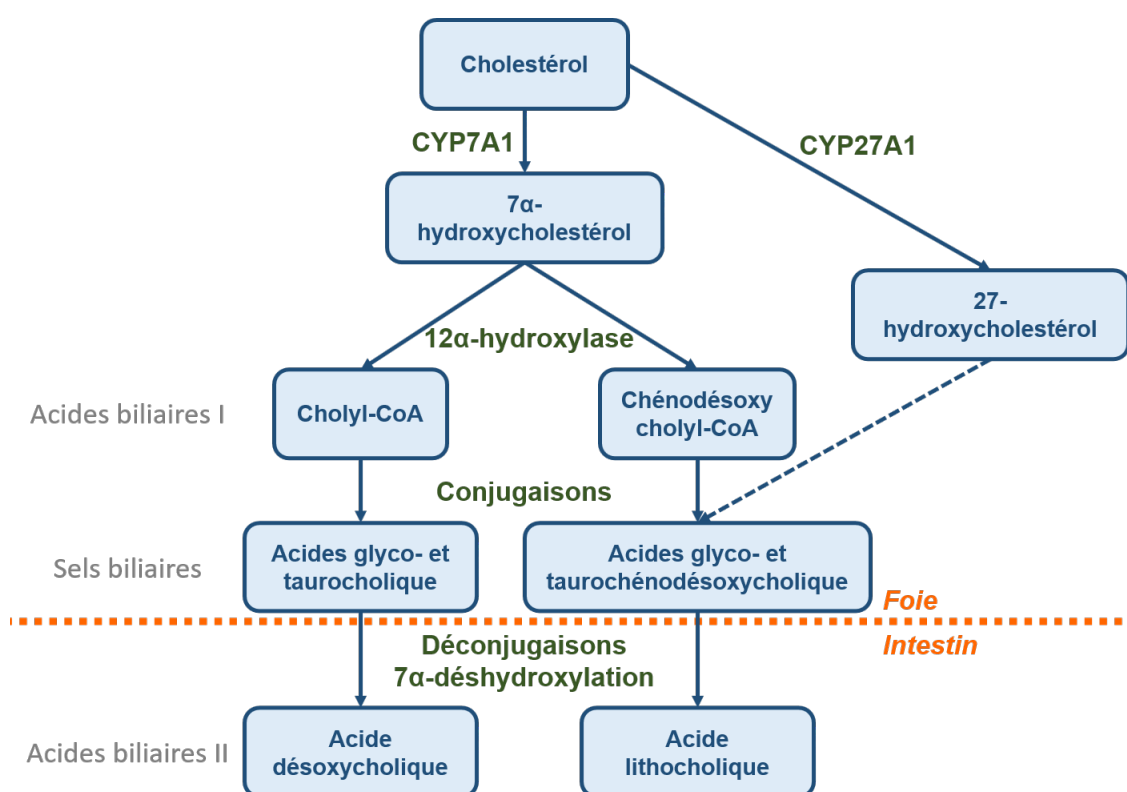 Cholestérol
CYP7A1
CYP27A1
7α-
hydroxycholestérol
27-
hydroxycholestérol
12α-hydroxylase
Acides biliaires I
Cholyl-CoA
Chénodésoxy
cholyl-CoA
Conjugaisons
Sels biliaires
Acides glyco- et
taurocholique
Acides glyco- et
taurochénodésoxycholique
Foie
Intestin
Déconjugaisons
7α-déshydroxylation
Acides biliaires II
Acide
désoxycholique
Acide
lithocholique